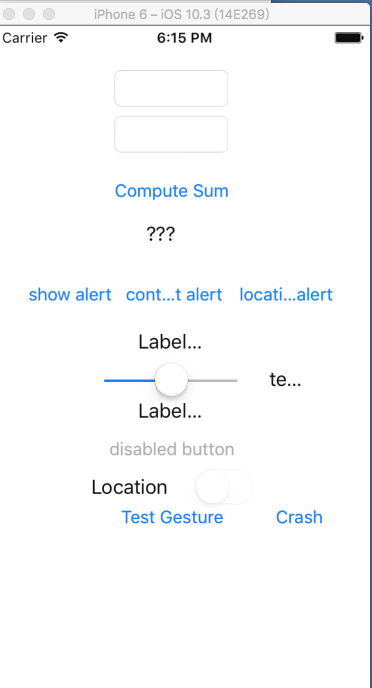 iPhone 6 – iOS 10.3 (14E269)
Carrier 6:15 PM
Compute Sum
???
show alert cont...t alert locati...alert
Label...
te...
Label...
disabled button
Location
Test Gesture Crash